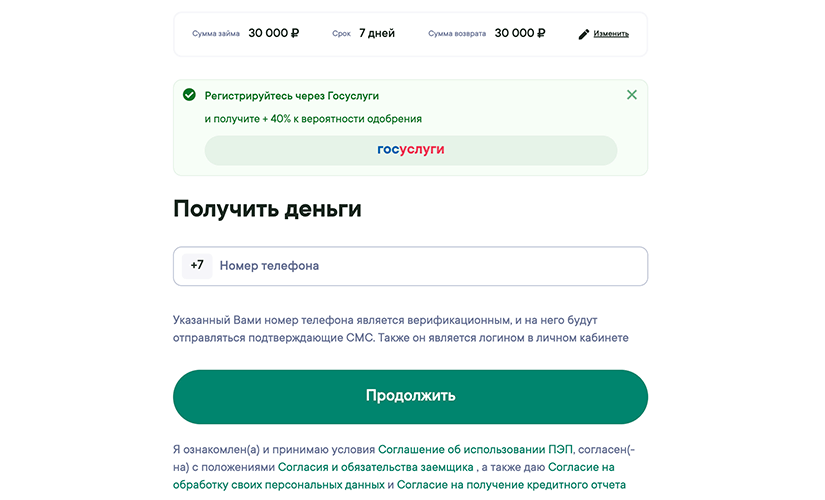 Сумма займа 30 000 ₽ Срок 7 дней Сумма возврата 30 000 ₽ Изменить
Регистрируйтесь через Госуслуги
и получите + 40% к вероятности одобрения
госуслуги
Получить деньги
+7 Номер телефона
Указанный Вами номер телефона является верификационным, и на него будут
отправляться подтверждающие СМС. Также он является логином в личном кабинете
Продолжить
Я ознакомлен(а) и принимаю условия Соглашение об использовании ПЭП, согласен(-
на) с положениями Согласия и обязательства заемщика , а также даю Согласие на
обработку своих персональных данных и Согласие на получение кредитного отчета